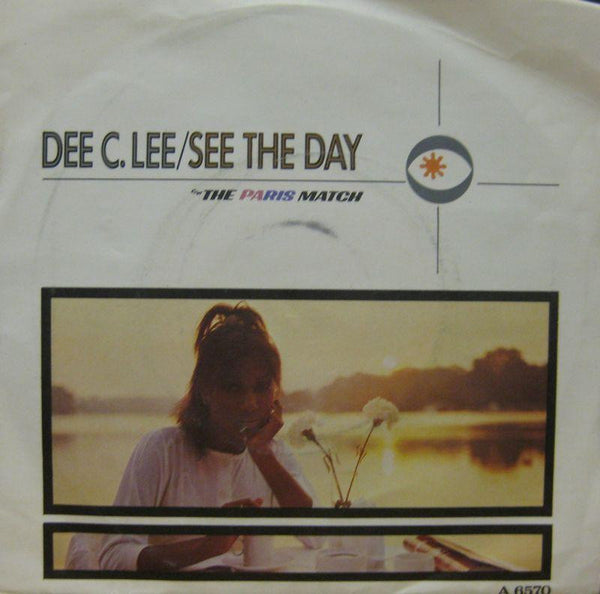 DEE C. LEE/SEE THE DAY
c/w THE PARIS MATCH
A 6570